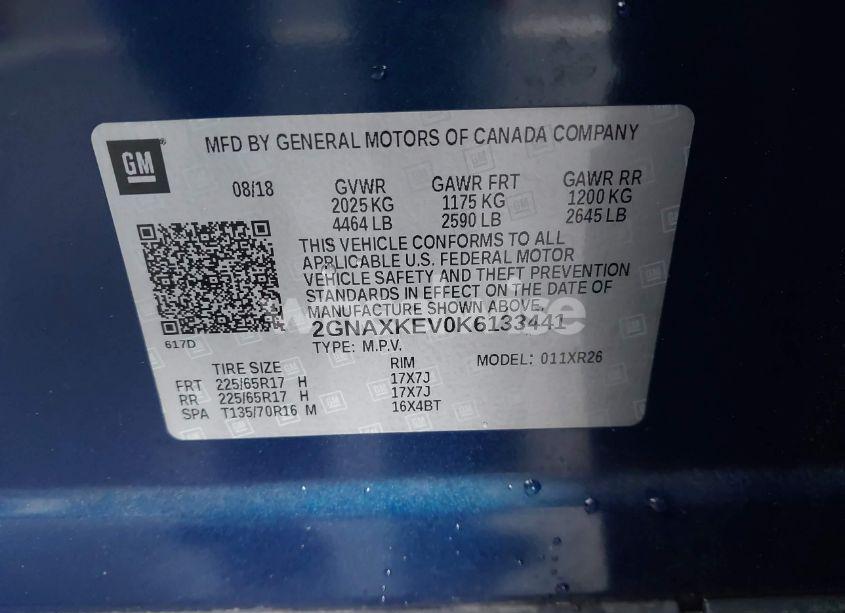 GM
MFD BY GENERAL MOTORS OF CANADA COMPANY
08/18 GVWR GAWR FRT GAWR RR
2025 KG 1175 KG 1200 KG
4464 LB 2590 LB 2645 LB
THIS VEHICLE CONFORMS TO ALL
APPLICABLE U.S. FEDERAL MOTOR
VEHICLE SAFETY AND THEFT PREVENTION
STANDARDS IN EFFECT ON THE DATE OF
MANUFACTURE SHOWN ABOVE.
2GNAXKEV0K6133441
617D
TYPE: M.P.V.
TIRE SIZE RIM MODEL: 011XR26
FRT 225/65R17 H 17X7J
RR 225/65R17 H 17X7J
SPA T135/70R16 M 16X4BT